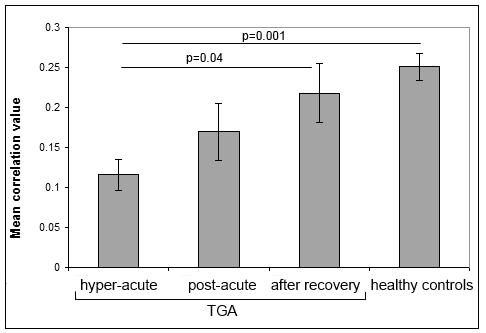 0.3
p=0.001
0.25
p=0.04
0.2
0.15
0.1
0.05
0
Mean correlation value
hyper-acute post-acute after recovery healthy controls
TGA